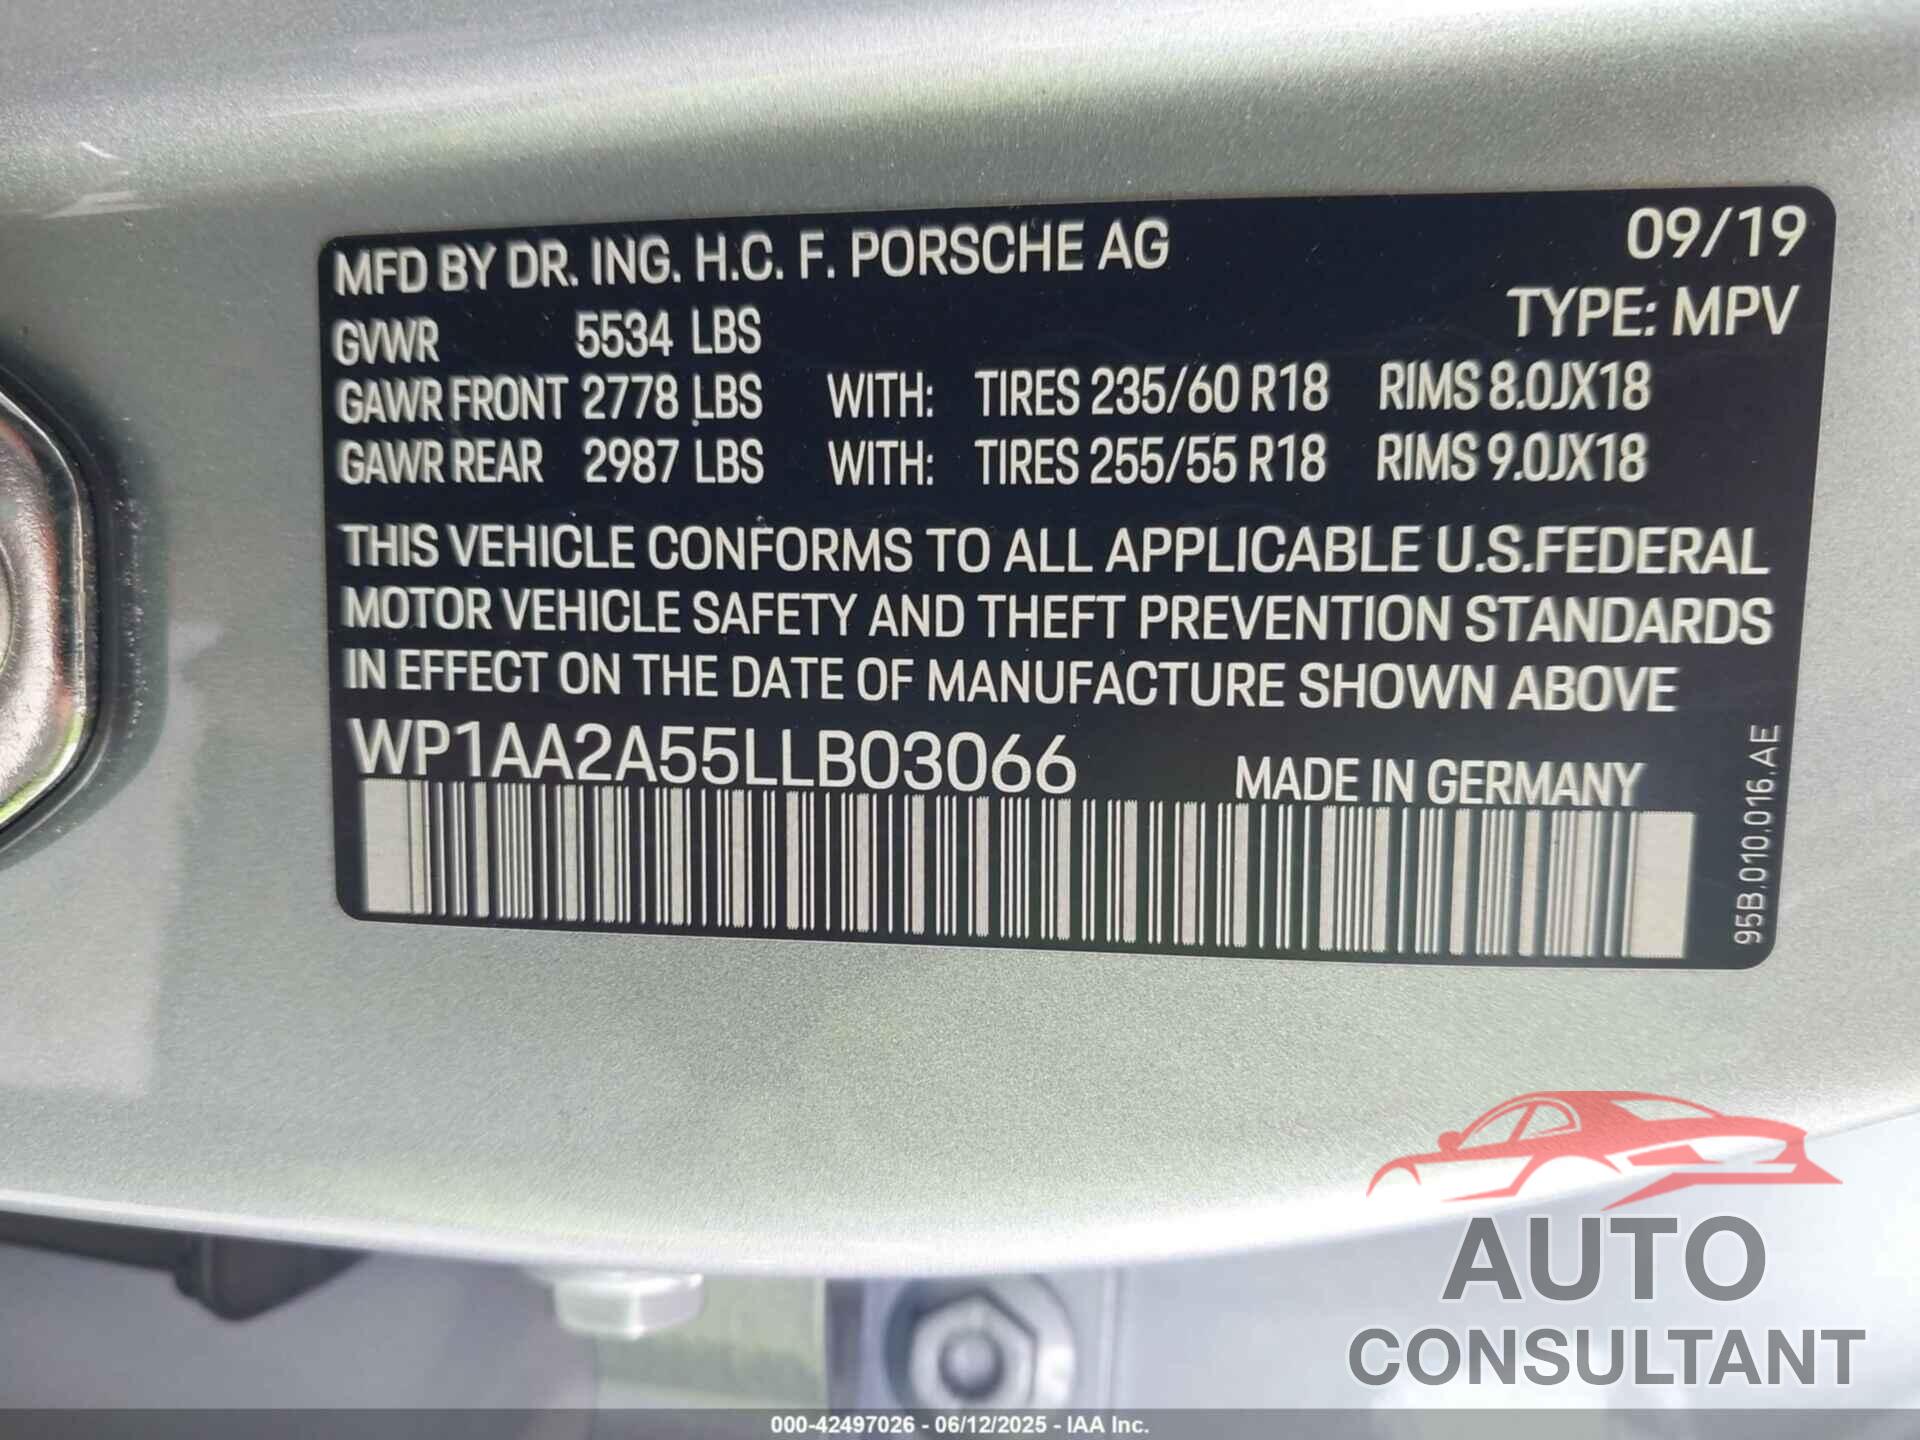 MFD BY DR. ING. H.C. F. PORSCHE AG 09/19
TYPE: MPV
GVWR 5534 LBS
GAWR FRONT 2778 LBS WITH: TIRES 235/60 R18 RIMS 8.0JX18
GAWR REAR 2987 LBS WITH: TIRES 255/55 R18 RIMS 9.0JX18
THIS VEHICLE CONFORMS TO ALL APPLICABLE U.S.FEDERAL
MOTOR VEHICLE SAFETY AND THEFT PREVENTION STANDARDS
IN EFFECT ON THE DATE OF MANUFACTURE SHOWN ABOVE
WP1AA2A55LLB03066
MADE IN GERMANY
95B.010.016.AE
AUTO
CONSULTANT
000-42497026 - 06/12/2025 - IAA Inc.